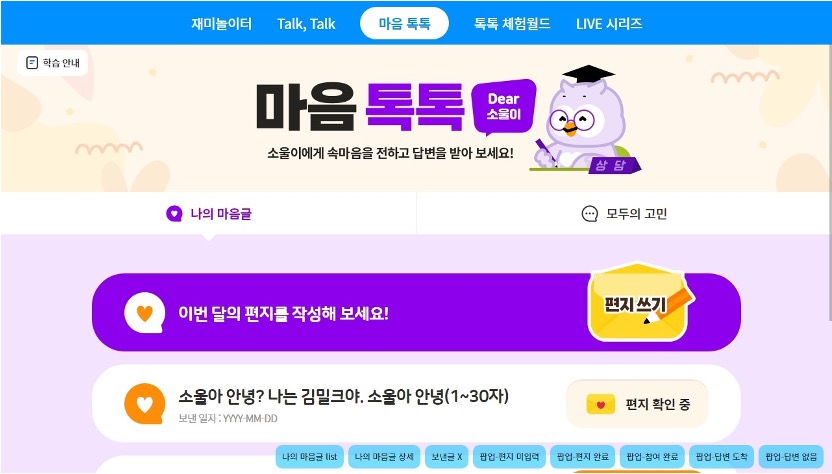 재미놀이터 Talk, Talk 마음 톡톡 톡톡 체험월드 LIVE 시리즈
학습 안내
마음 톡톡
Dear
소울이
소울이에게 속마음을 전하고 답변을 받아 보세요!
상 담
나의 마음글 모두의 고민
이번 달의 편지를 작성해 보세요!
편지 쓰기
소울아 안녕? 나는 김밀크야. 소울아 안녕(1~30자)
보낸 일자 : YYYY-MM-DD
편지 확인 중
나의 마음글 list 나의 마음글 상세 보낸글 X 팝업-편지 미입력 팝업-편지 완료 팝업-참여 완료 팝업-답변 도착 팝업-답변 없음